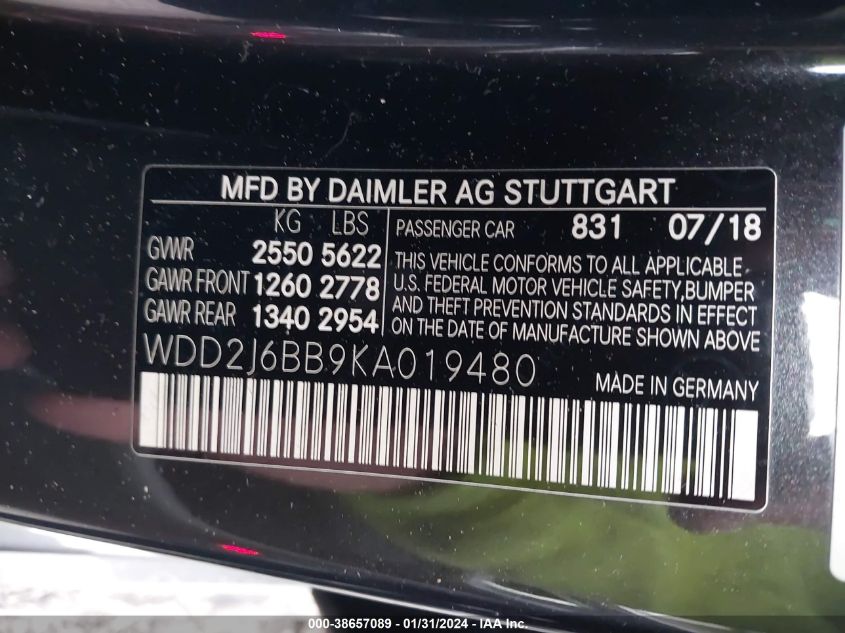 MFD BY DAIMLER AG STUTTGART
KG LBS
GVWR 2550 5622
GAWR FRONT 1260 2778
GAWR REAR 1340 2954
PASSENGER CAR 831 07/18
THIS VEHICLE CONFORMS TO ALL APPLICABLE
U.S. FEDERAL MOTOR VEHICLE SAFETY,BUMPER
AND THEFT PREVENTION STANDARDS IN EFFECT
ON THE DATE OF MANUFACTURE SHOWN ABOVE
WDD2J6BB9KA019480
MADE IN GERMANY
000-38657089 - 01/31/2024 - IAA Inc.